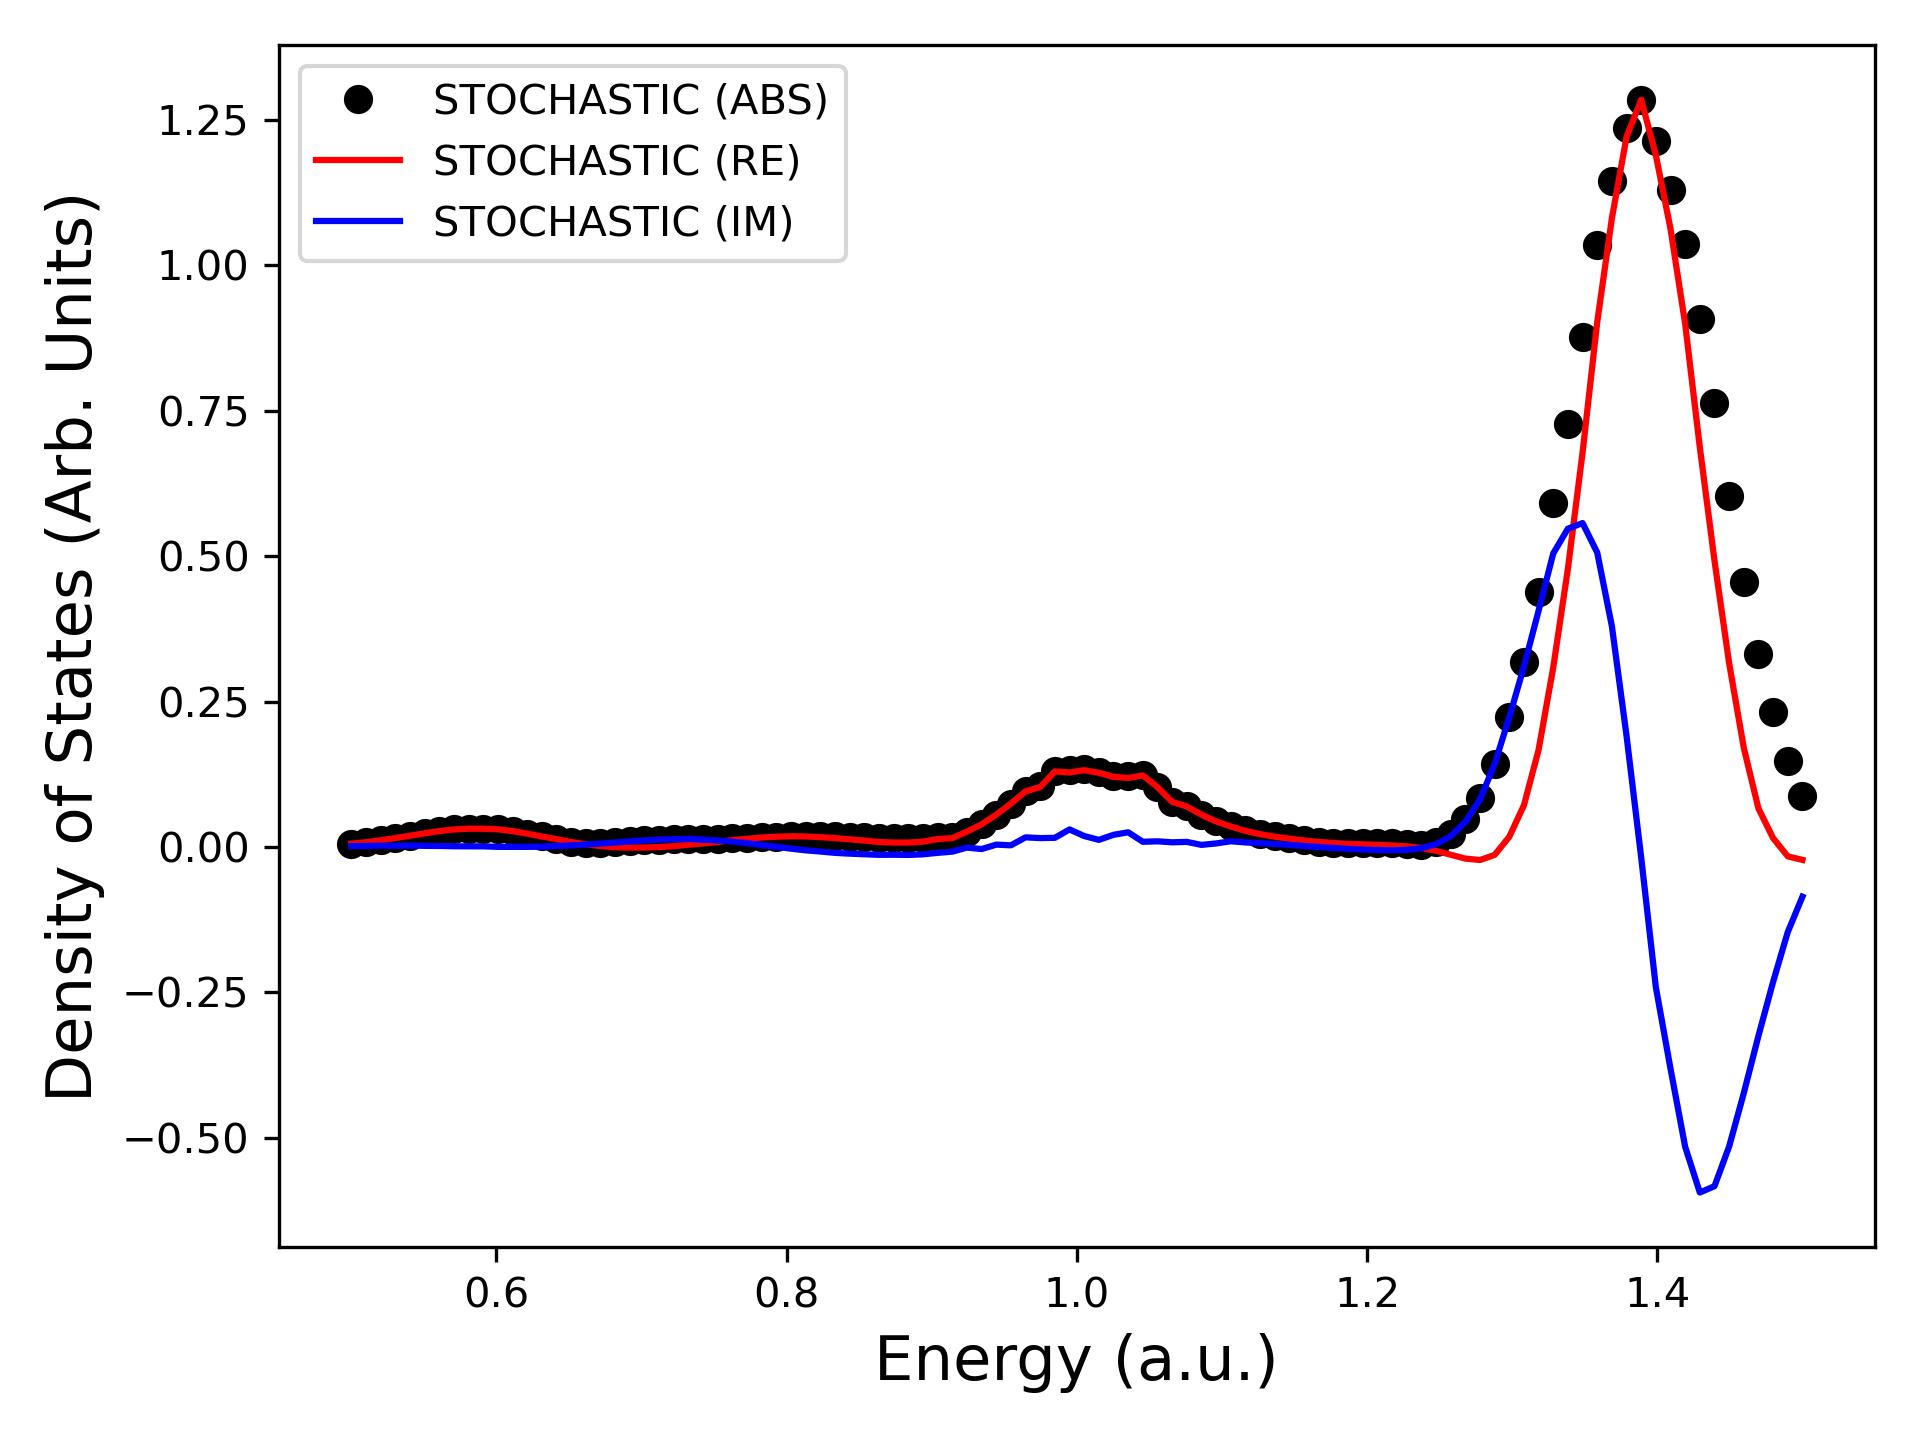 STOCHASTIC (ABS)
STOCHASTIC (RE)
STOCHASTIC (IM)
Density of States (Arb. Units)
1.25
1.00
0.75
0.50
0.25
0.00
−0.25
−0.50
0.6 0.8 1.0 1.2 1.4
Energy (a.u.)